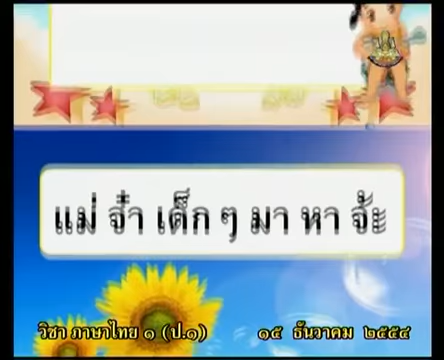 แม่ จ๋า เด็ก ๆ มา หา จ้ะ
วิชา ภาษาไทย ๑ (ป.๑) ๑๕ ธันวาคม ๒๕๕๔